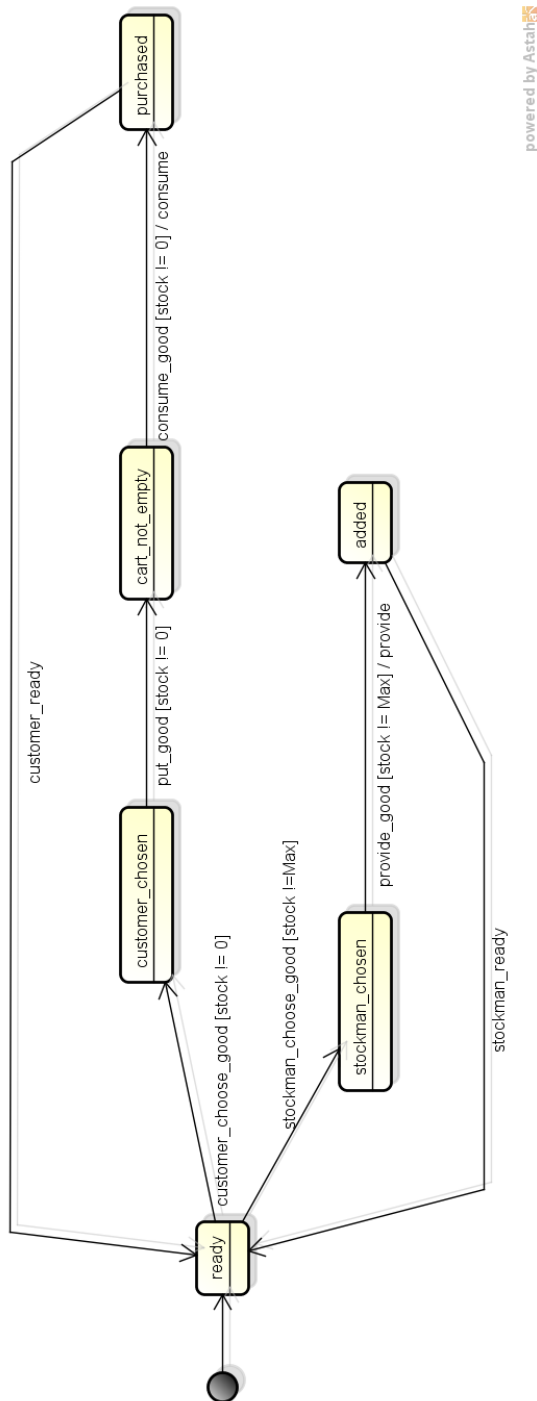 customer_ready
purchased
consume_good [stock != 0] / consume
cart_not_empty
put_good [stock != 0]
customer_chosen
customer_choose_good [stock != 0]
ready
stockman_choose_good [stock !=Max]
stockman_chosen
provide_good [stock != Max] / provide
added
stockman_ready
powered by Astah